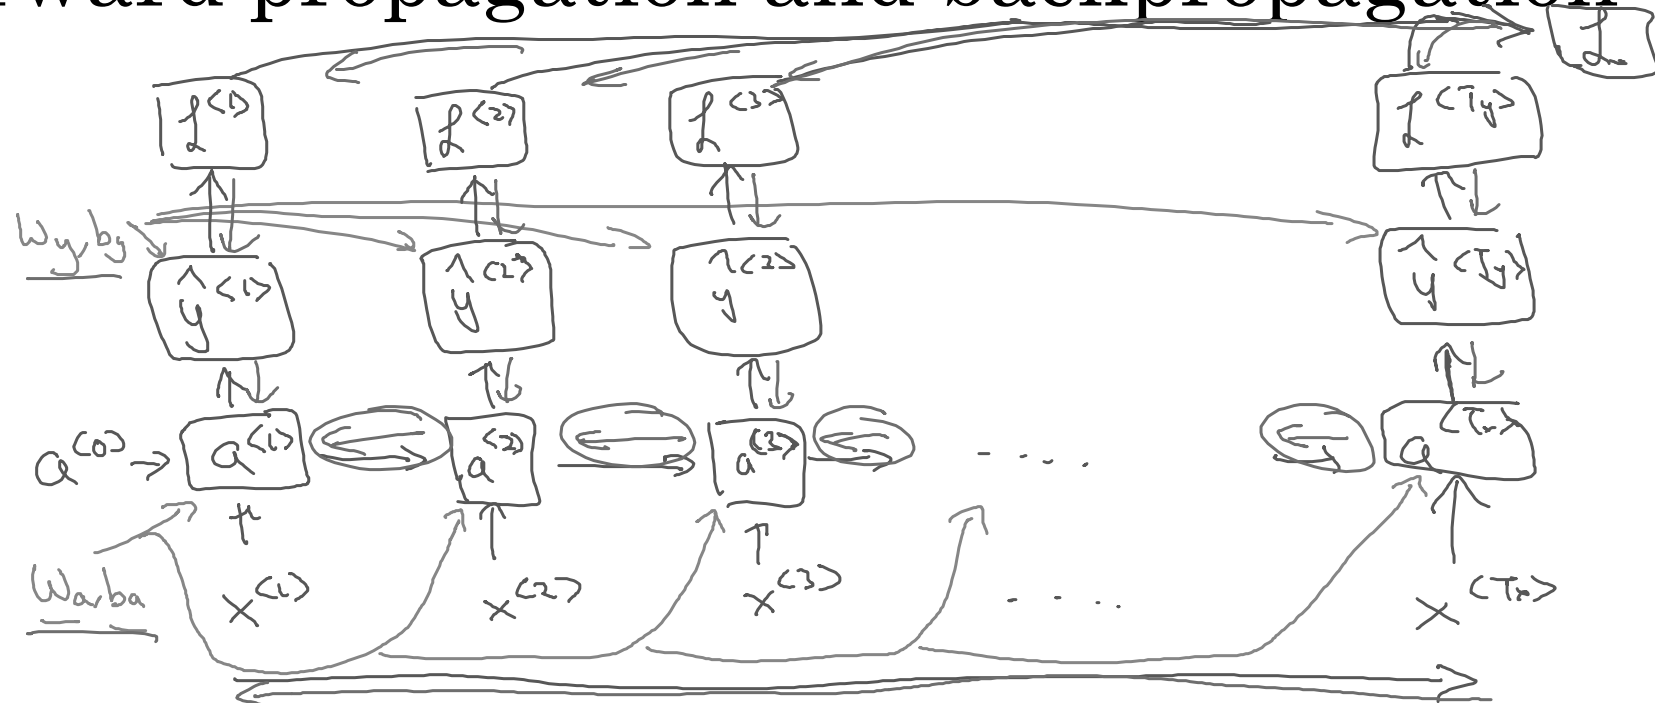 ward propagation and backpropagation
ℒ
ℒ<1> ℒ<2> ℒ<3> ℒ<Ty>
Wy, by
ŷ<1> ŷ<2> ŷ<2> ŷ<Ty>
a<0> → a<1> a<2> a<3> - . . . a<Tx>
Wa, ba
x<1> x<2> x<3> . . . . x<Tx>